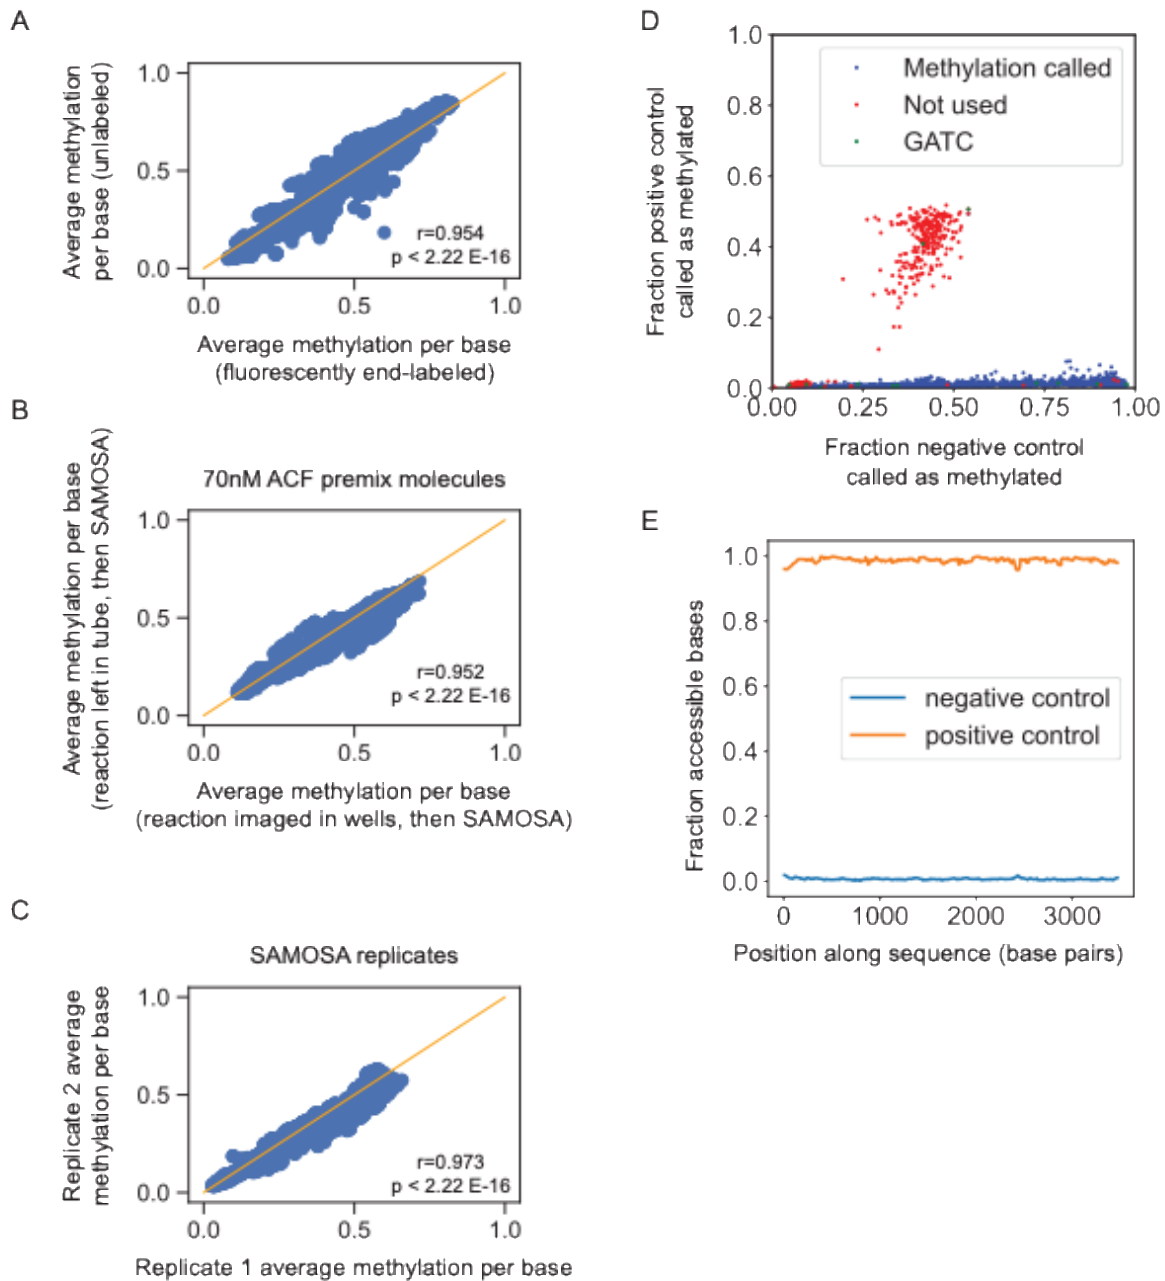 A
Average methylation
per base (unlabeled)
1.0
0.5
0.0
r=0.954
p < 2.22 E-16
0.0
0.5
1.0
Average methylation per base
(fluorescently end-labeled)
B
70nM ACF premix molecules
Average methylation per base
(reaction left in tube, then SAMOSA)
1.0
0.5
0.0
r=0.952
p < 2.22 E-16
0.0
0.5
1.0
Average methylation per base
(reaction imaged in wells, then SAMOSA)
C
SAMOSA replicates
Replicate 2 average
methylation per base
1.0
0.5
0.0
r=0.973
p < 2.22 E-16
0.0
0.5
1.0
Replicate 1 average methylation per base
D
Fraction positive control
called as methylated
1.0
0.8
0.6
0.4
0.2
0.0
Methylation called
Not used
GATC
0.00
0.25
0.50
0.75
1.00
Fraction negative control
called as methylated
E
Fraction accessible bases
1.0
0.8
0.6
0.4
0.2
0.0
negative control
positive control
0
1000
2000
3000
Position along sequence (base pairs)